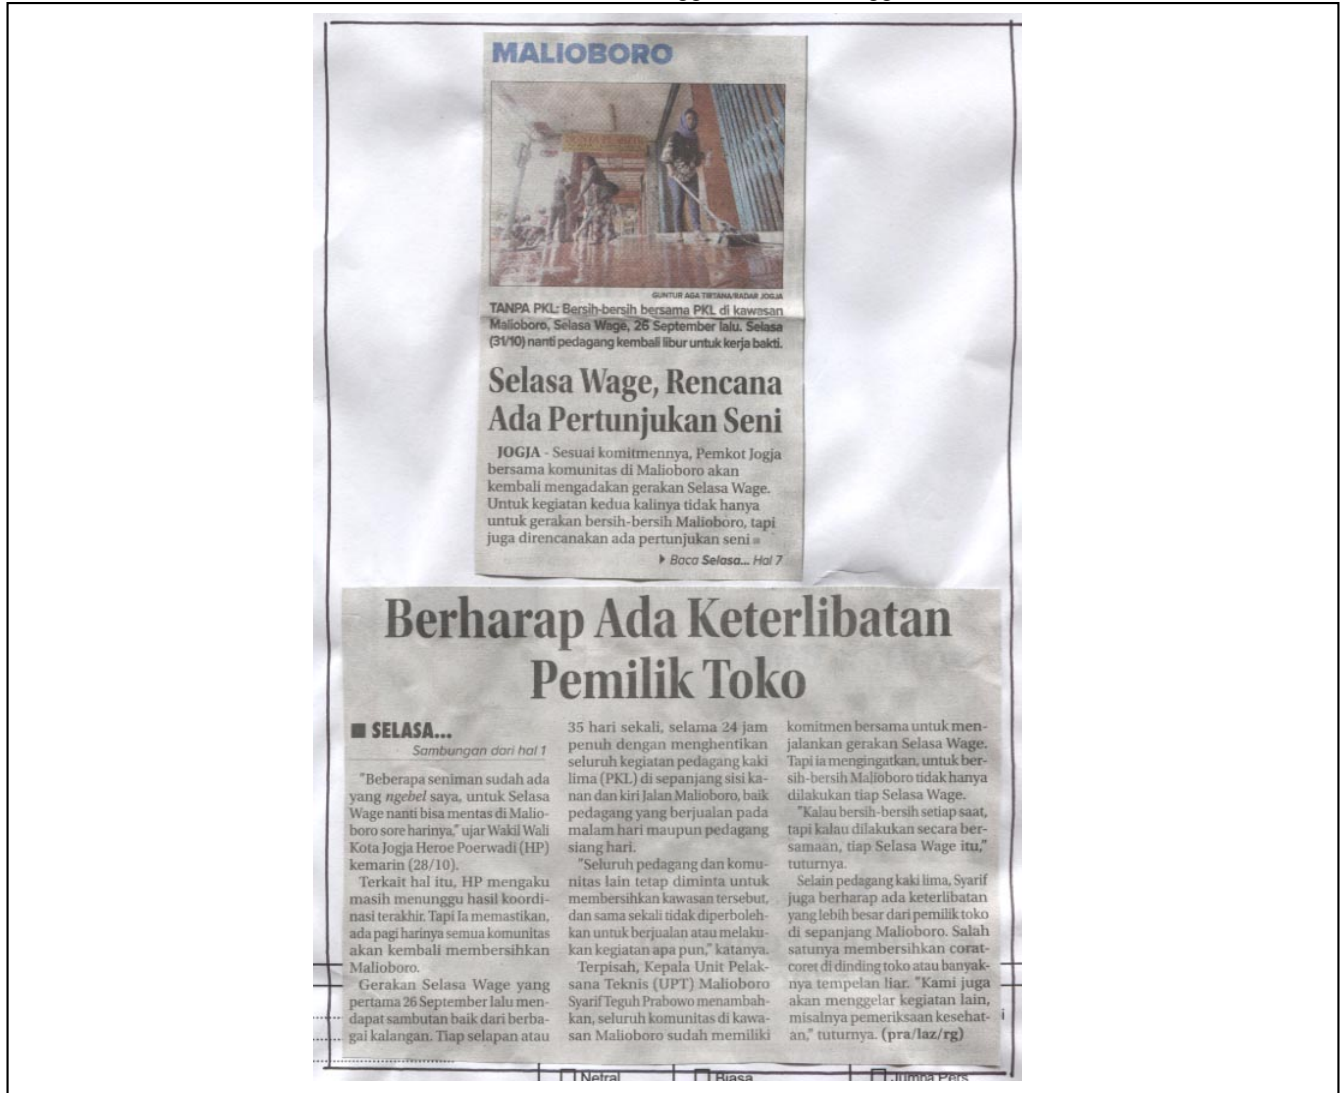 MALIOBORO
GUNTUR AGA TIRTANA/RADAR JOGJA
TANPA PKL: Bersih-bersih bersama PKL di kawasan
Malioboro, Selasa Wage, 26 September lalu. Selasa
(31/10) nanti pedagang kembali libur untuk kerja bakti.
Selasa Wage, Rencana
Ada Pertunjukan Seni
JOGJA - Sesuai komitmennya, Pemkot Jogja
bersama komunitas di Malioboro akan
kembali mengadakan gerakan Selasa Wage.
Untuk kegiatan kedua kalinya tidak hanya
untuk gerakan bersih-bersih Malioboro, tapi
juga direncanakan ada pertunjukan seni
Baca Selasa... Hal 7
Berharap Ada Keterlibatan
Pemilik Toko
SELASA...
Sambungan dari hal 1
"Beberapa seniman sudah ada
yang ngebel saya, untuk Selasa
Wage nanti bisa mentas di Malio-
boro sore harinya," ujar Wakil Wali
Kota Jogja Heroe Poerwadi (HP)
kemarin (28/10).
Terkait hal itu, HP mengaku
masih menunggu hasil koordi-
nasi terakhir. Tapi Ia memastikan,
ada pagi harinya semua komunitas
akan kembali membersihkan
Malioboro.
Gerakan Selasa Wage yang
pertama 26 September lalu men-
dapat sambutan baik dari berba-
gai kalangan. Tiap selapan atau
35 hari sekali, selama 24 jam
penuh dengan menghentikan
seluruh kegiatan pedagang kaki
lima (PKL) di sepanjang sisi ka-
nan dan kiri Jalan Malioboro, baik
pedagang yang berjualan pada
malam hari maupun pedagang
siang hari.
"Seluruh pedagang dan komu-
nitas lain tetap diminta untuk
membersihkan kawasan tersebut,
dan sama sekali tidak diperboleh-
kan untuk berjualan atau melaku-
kan kegiatan apa pun," katanya.
Terpisah, Kepala Unit Pelak-
sana Teknis (UPT) Malioboro
Syarif Teguh Prabowo menambah-
kan, seluruh komunitas di kawa-
san Malioboro sudah memiliki
komitmen bersama untuk men-
jalankan gerakan Selasa Wage.
Tapi ia mengingatkan, untuk ber-
sih-bersih Malioboro tidak hanya
dilakukan tiap Selasa Wage.
"Kalau bersih-bersih setiap saat,
tapi kalau dilakukan secara ber-
samaan, tiap Selasa Wage itu,"
tuturnya.
Selain pedagang kaki lima, Syarif
juga berharap ada keterlibatan
yang lebih besar dari pemilik toko
di sepanjang Malioboro. Salah
satunya membersihkan corat-
coret di dinding toko atau banyak-
nya tempelan liar. "Kami juga
akan menggelar kegiatan lain,
misalnya pemeriksaan kesehat-
an," tuturnya. (pra/laz/rg)
Netral
Biasa
Jumpa Pers